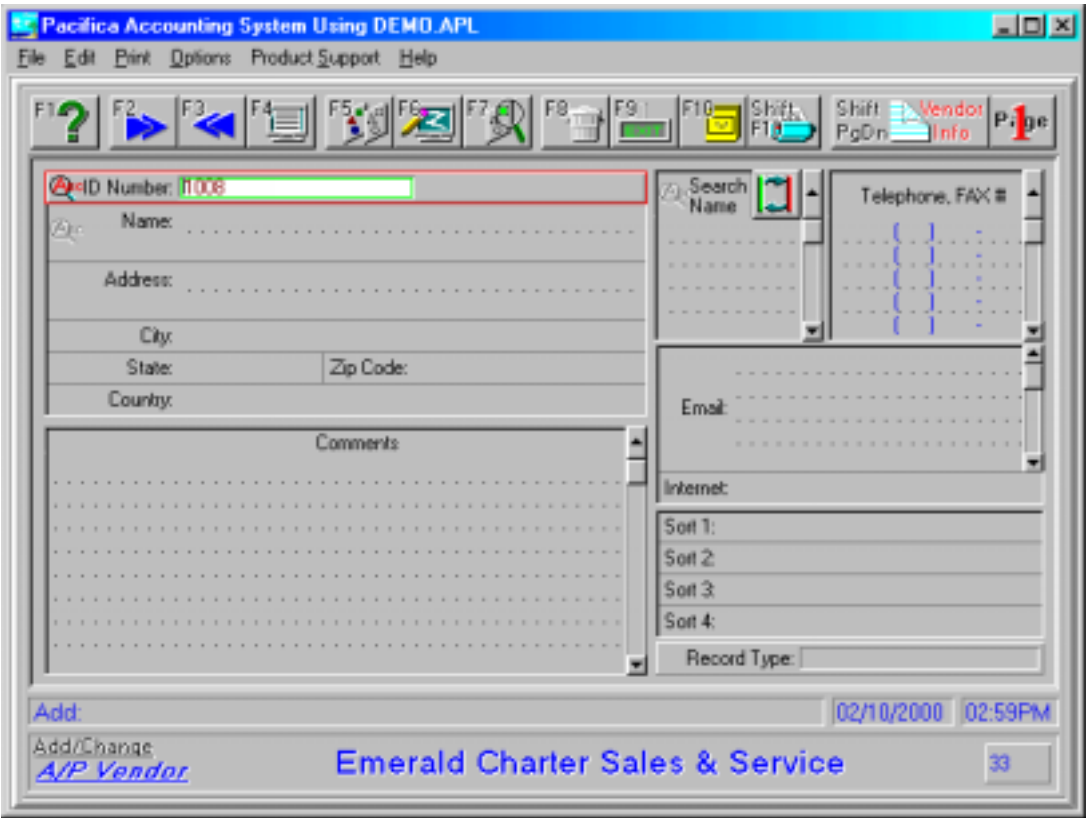 Pacifica Accounting System Using DEMO.APL
File Edit Print Options Product Support Help
F1 F2 F3 F4 F5 F6 F7 F8 F9 EXIT F10 Shift F10 Shift PgDn Vendor Info Page 1
ID Number: 1008
Name:
Address:
City:
State: Zip Code:
Country:
Comments
Search Name
Telephone, FAX #
( ) -
( ) -
( ) -
( ) -
( ) -
Email:
Internet:
Sort 1:
Sort 2:
Sort 3:
Sort 4:
Record Type:
Add: 02/10/2000 02:59PM
Add/Change
A/P Vendor Emerald Charter Sales & Service 33